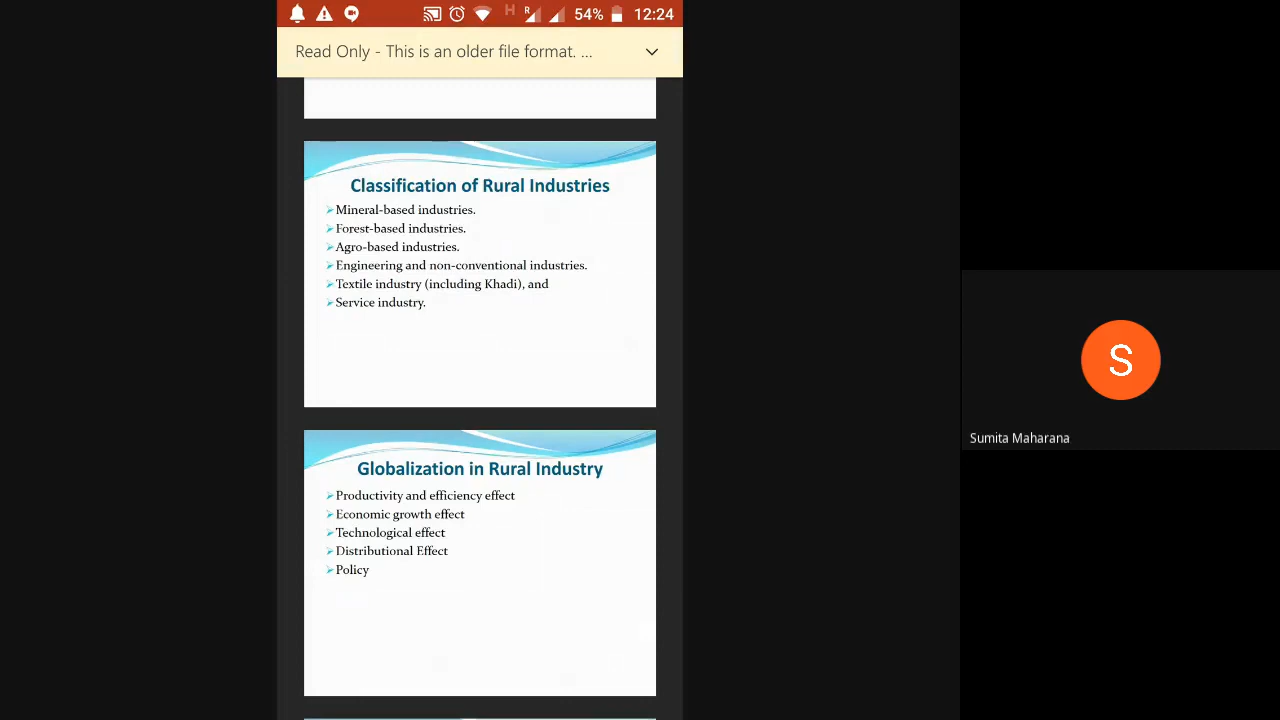 H R 54% 12:24
Read Only - This is an older file format. ...
Classification of Rural Industries
Mineral-based industries.
Forest-based industries.
Agro-based industries.
Engineering and non-conventional industries.
Textile industry (including Khadi), and
Service industry.
Globalization in Rural Industry
Productivity and efficiency effect
Economic growth effect
Technological effect
Distributional Effect
Policy
S
Sumita Maharana